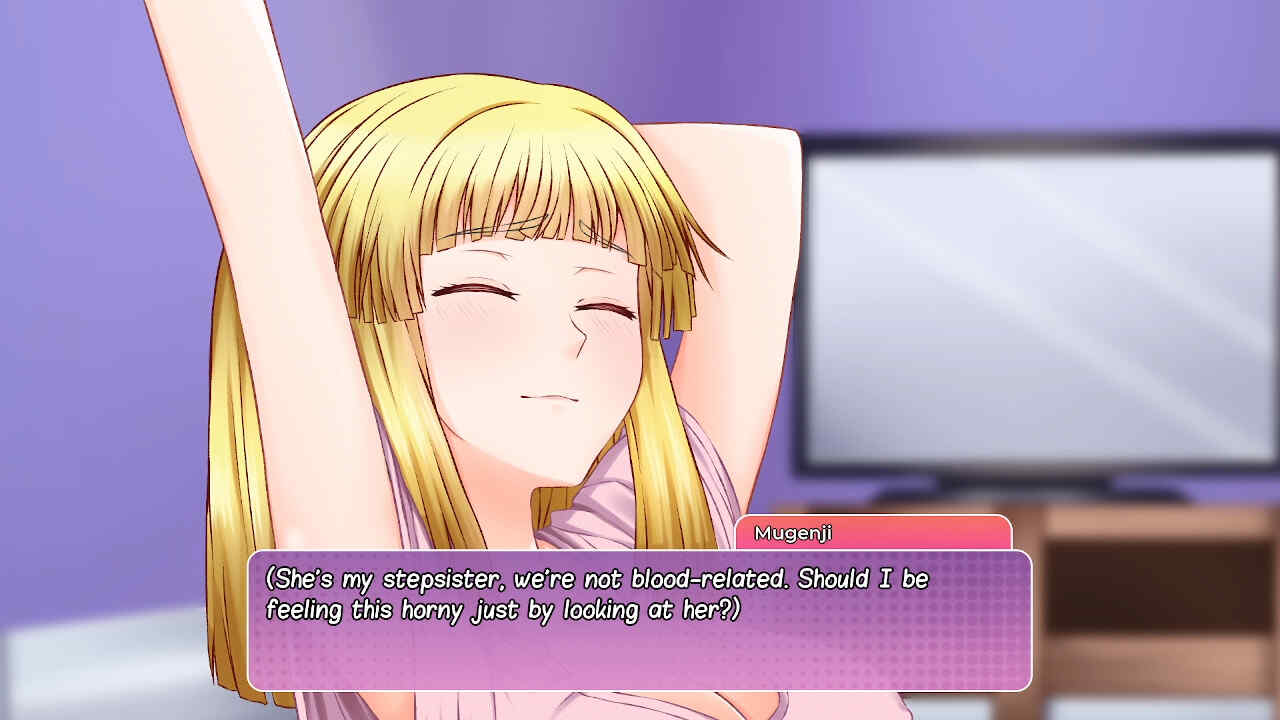 Mugenji
(She's my stepsister, we're not blood-related. Should I be
feeling this horny just by looking at her?)